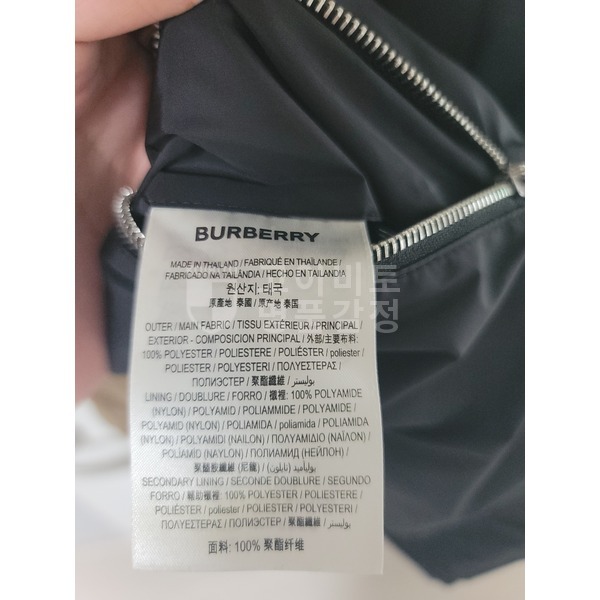 BURBERRY
MADE IN THAILAND / FABRIQUÉ EN THAÏLANDE /
FABRICADO NA TAILÂNDIA / HECHO EN TAILANDIA
원산지: 태국
原產地 泰國 / 原产地 泰国
OUTER / MAIN FABRIC / TISSU EXTÉRIEUR / PRINCIPAL /
EXTERIOR - COMPOSICION PRINCIPAL / 外部/主要布料:
100% POLYESTER / POLIESTERE / POLIÉSTER / poliester /
POLIESTER / POLYESTERI / ΠΟΛΥΕΣΤΕΡΑΣ /
ПОЛИЭСТЕР / 聚酯纖維 / بوليستر
LINING / DOUBLURE / FORRO / 襯裡: 100% POLYAMIDE
(NYLON) / POLYAMID / POLIAMMIDE / POLYAMIDE /
(NYLON) / POLYAMID / POLIAMIDA / poliamida / POLIAMIDA
(NYLON) / POLYAMIDI (NAILON) / ΠΟΛΥΑΜΙΔΙΟ (ΝΑΪΛΟΝ) /
POLÍAMID (NAYLON) / ПОЛИАМИД (НЕЙЛОН) /
聚酰胺纖維 (尼龍) / بوليأميد (نايلون) /
SECONDARY LINING / SECONDE DOUBLURE / SEGUNDO
FORRO / 輔助襯裡: 100% POLYESTER / POLIESTERE /
POLIÉSTER / poliester / POLIESTER / POLYESTERI /
ΠΟΛΥΕΣΤΕΡΑΣ / ПОЛИЭСТЕР / 聚酯纖維 / بوليستر
面料: 100% 聚酯纤维